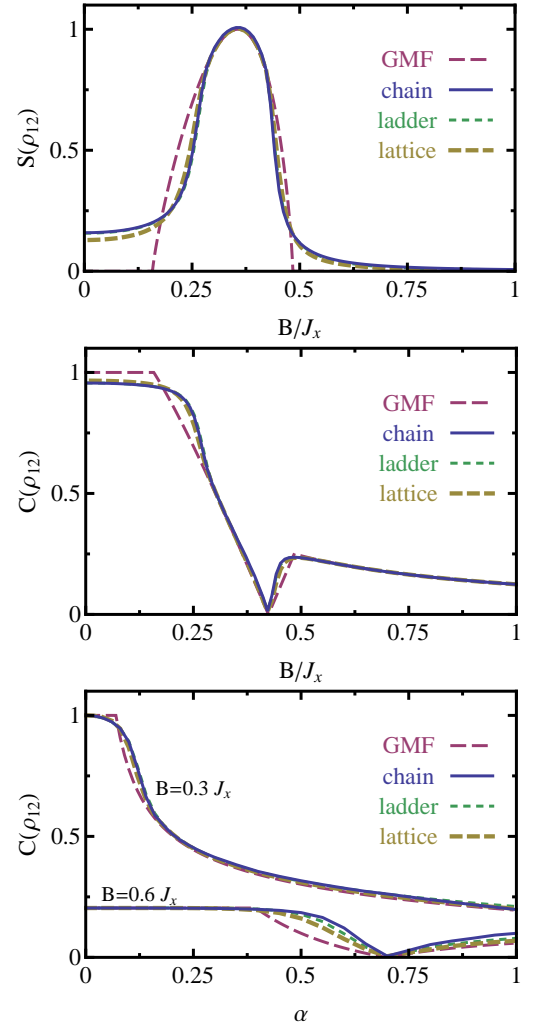 1
0.5
0
S(ρ12)
GMF
chain
ladder
lattice
0 0.25 0.5 0.75 1
B/Jx
1
0.5
0
C(ρ12)
GMF
chain
ladder
lattice
0 0.25 0.5 0.75 1
B/Jx
1
0.5
0
C(ρ12)
GMF
chain
ladder
lattice
B=0.3 Jx
B=0.6 Jx
0 0.25 0.5 0.75 1
α